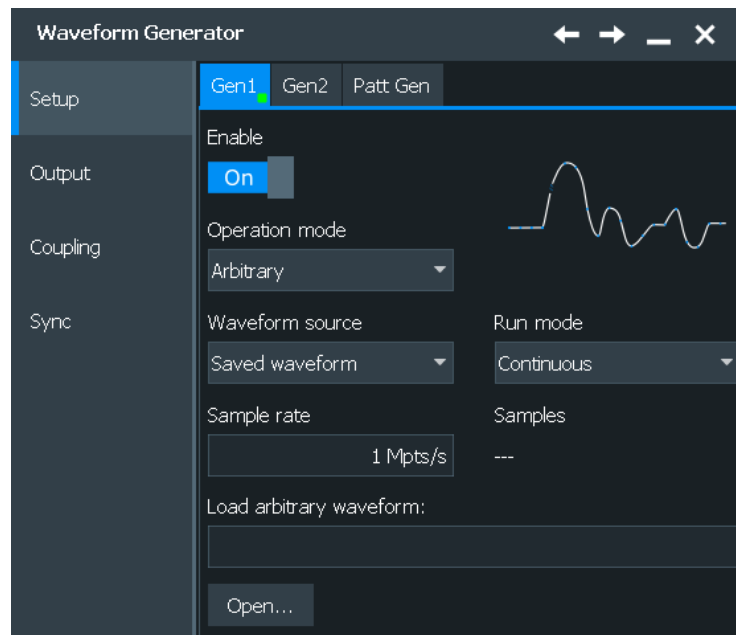 Waveform Generator
Setup
Output
Coupling
Sync
Gen1 Gen2 Patt Gen
Enable
On
Operation mode
Arbitrary
Waveform source Run mode
Saved waveform Continuous
Sample rate Samples
1 Mpts/s ---
Load arbitrary waveform:
Open...